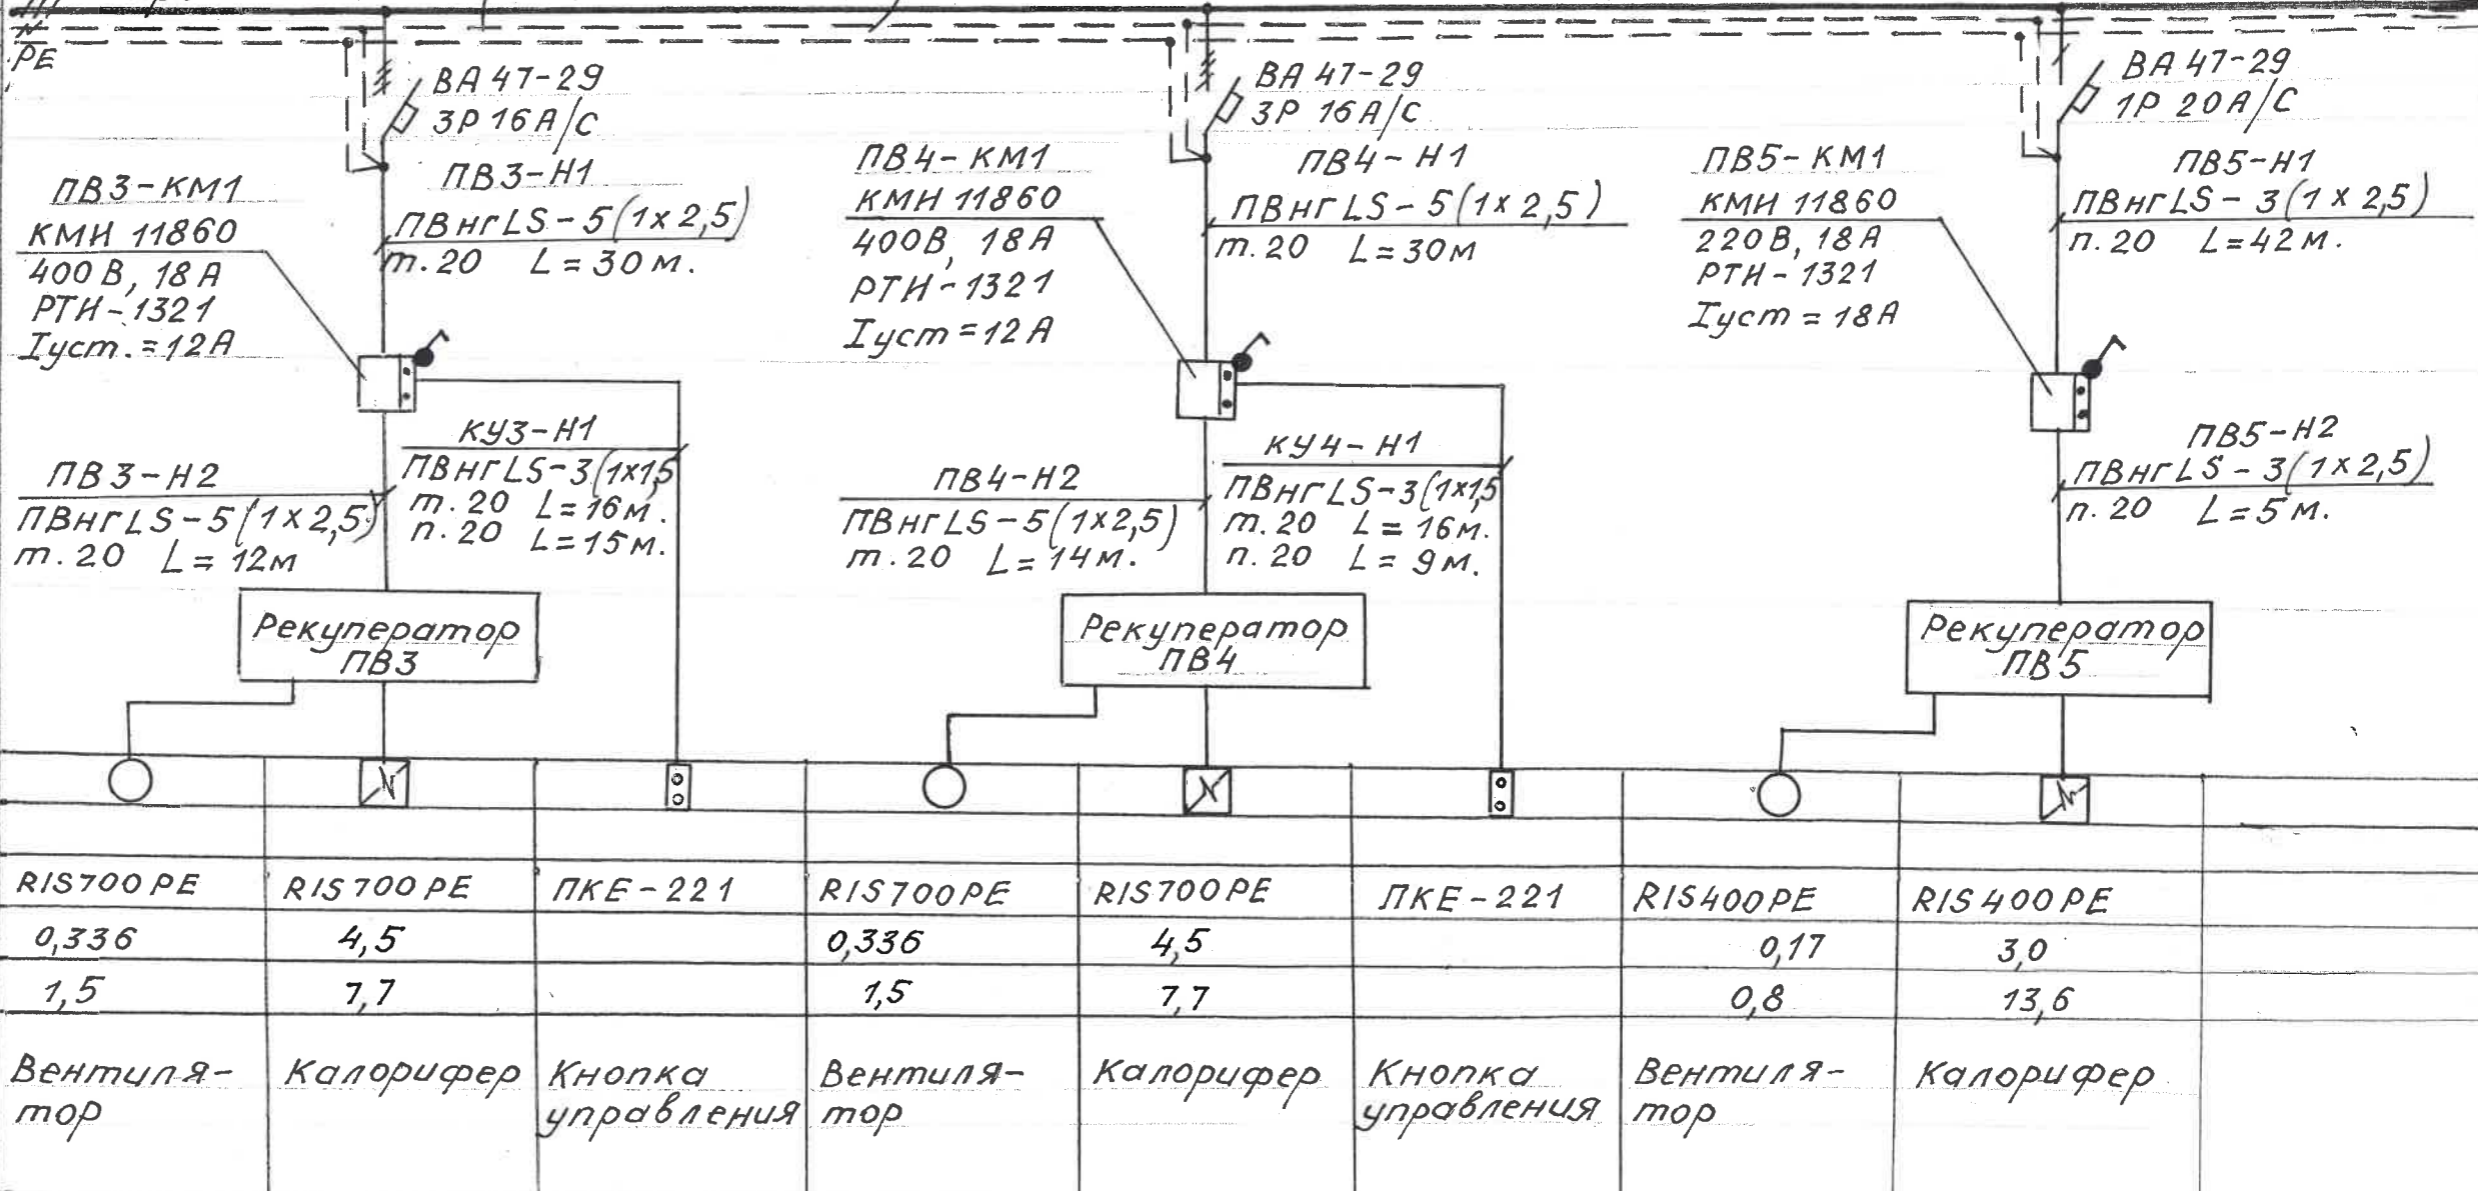 N
PE
ВА 47-29
3Р 16А/С
ПВ3-КМ1
КМИ 11860
400В, 18А
РТИ-1321
Iуст.=12А
ПВ3-Н1
ПВнгLS-5(1х2,5)
т.20 L=30м.
КУ3-Н1
ПВнгLS-3(1х1,5
т.20 L=16м.
п.20 L=15м.
ПВ3-Н2
ПВнгLS-5(1х2,5)
т.20 L=12м
Рекуператор
ПВ3
ВА 47-29
3Р 16А/С
ПВ4-КМ1
КМИ 11860
400В, 18А
РТИ-1321
Iуст=12А
ПВ4-Н1
ПВнгLS-5(1х2,5)
т.20 L=30м
КУ4-Н1
ПВнгLS-3(1х1,5
т.20 L=16м.
п.20 L=9м.
ПВ4-Н2
ПВнгLS-5(1х2,5)
т.20 L=14м.
Рекуператор
ПВ4
ВА 47-29
1Р 20А/С
ПВ5-КМ1
КМИ 11860
220В, 18А
РТИ-1321
Iуст=18А
ПВ5-Н1
ПВнгLS-3(1х2,5)
п.20 L=42м.
ПВ5-Н2
ПВнгLS-3(1х2,5)
п.20 L=5м.
Рекуператор
ПВ5
RIS700PE RIS700PE ПКЕ-221 RIS700PE RIS700PE ПКЕ-221 RIS400PE RIS400PE
0,336 4,5 0,336 4,5 0,17 3,0
1,5 7,7 1,5 7,7 0,8 13,6
Вентиля- Калорифер Кнопка Вентиля- Калорифер Кнопка Вентиля- Калорифер
тор управления тор управления тор